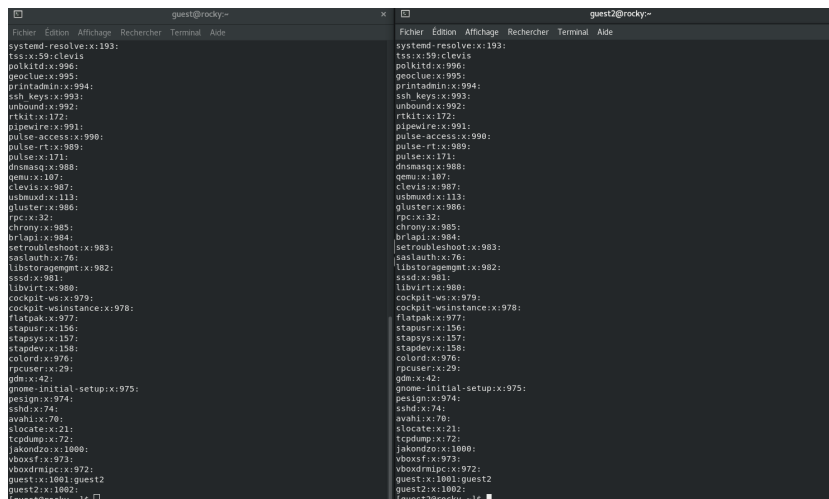 guest@rocky:~
Fichier Édition Affichage Rechercher Terminal Aide
systemd-resolve:x:193:
tss:x:59:clevis
polkitd:x:996:
geoclue:x:995:
printadmin:x:994:
ssh_keys:x:993:
unbound:x:992:
rtkit:x:172:
pipewire:x:991:
pulse-access:x:990:
pulse-rt:x:989:
pulse:x:171:
dnsmasq:x:988:
qemu:x:107:
clevis:x:987:
usbmuxd:x:113:
gluster:x:986:
rpc:x:32:
chrony:x:985:
brlapi:x:984:
setroubleshoot:x:983:
saslauth:x:76:
libstoragemgmt:x:982:
sssd:x:981:
libvirt:x:980:
cockpit-ws:x:979:
cockpit-wsinstance:x:978:
flatpak:x:977:
stapusr:x:156:
stapsys:x:157:
stapdev:x:158:
colord:x:976:
rpcuser:x:29:
gdm:x:42:
gnome-initial-setup:x:975:
pesign:x:974:
sshd:x:74:
avahi:x:70:
slocate:x:21:
tcpdump:x:72:
jakondzo:x:1000:
vboxsf:x:973:
vboxdrmipc:x:972:
guest:x:1001:guest2
guest2:x:1002:
[guest@rocky ~]$
guest2@rocky:~
Fichier Édition Affichage Rechercher Terminal Aide
systemd-resolve:x:193:
tss:x:59:clevis
polkitd:x:996:
geoclue:x:995:
printadmin:x:994:
ssh_keys:x:993:
unbound:x:992:
rtkit:x:172:
pipewire:x:991:
pulse-access:x:990:
pulse-rt:x:989:
pulse:x:171:
dnsmasq:x:988:
qemu:x:107:
clevis:x:987:
usbmuxd:x:113:
gluster:x:986:
rpc:x:32:
chrony:x:985:
brlapi:x:984:
setroubleshoot:x:983:
saslauth:x:76:
libstoragemgmt:x:982:
sssd:x:981:
libvirt:x:980:
cockpit-ws:x:979:
cockpit-wsinstance:x:978:
flatpak:x:977:
stapusr:x:156:
stapsys:x:157:
stapdev:x:158:
colord:x:976:
rpcuser:x:29:
gdm:x:42:
gnome-initial-setup:x:975:
pesign:x:974:
sshd:x:74:
avahi:x:70:
slocate:x:21:
tcpdump:x:72:
jakondzo:x:1000:
vboxsf:x:973:
vboxdrmipc:x:972:
guest:x:1001:guest2
guest2:x:1002:
[guest2@rocky ~]$